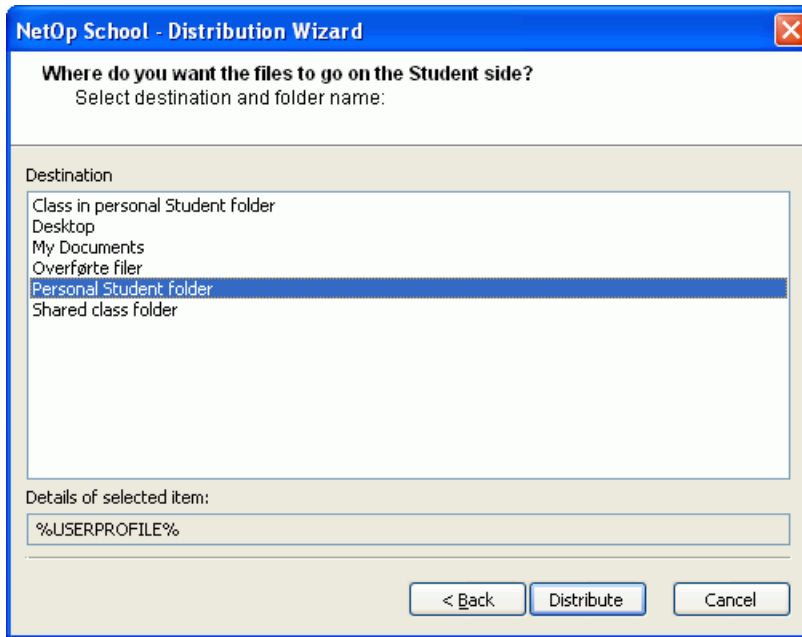 NetOp School - Distribution Wizard
Where do you want the files to go on the Student side?
Select destination and folder name:
Destination
Class in personal Student folder
Desktop
My Documents
Overførte filer
Personal Student folder
Shared class folder
Details of selected item:
%USERPROFILE%
< Back
Distribute
Cancel